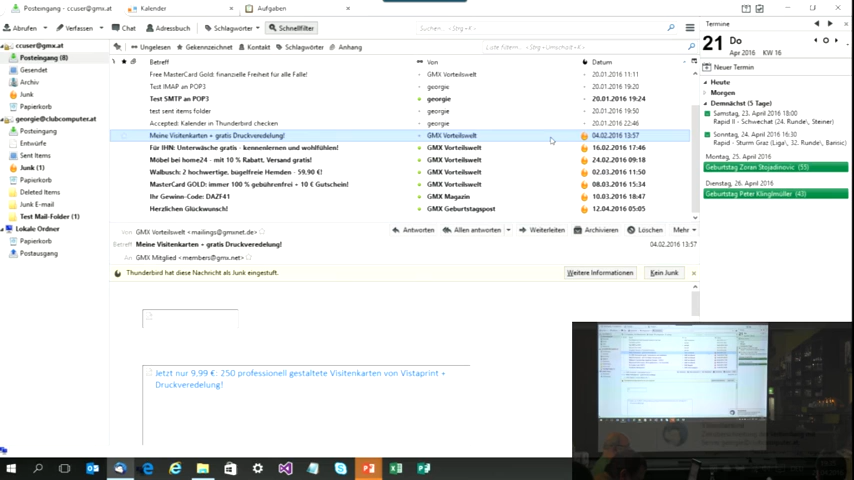 Posteingang - ccuser@gmx.at
Kalender
Aufgaben
Abrufen
Verfassen
Chat
Adressbuch
Schlagwörter
Schnellfilter
Suchen... <Strg+K>
Termine
ccuser@gmx.at
Posteingang (8)
Gesendet
Archiv
Junk
Papierkorb
georgie@clubcomputer.at
Posteingang
Entwürfe
Sent Items
Junk (1)
Papierkorb
Deleted Items
Junk E-mail
Test Mail-Folder (1)
Lokale Ordner
Papierkorb
Postausgang
Ungelesen
Gekennzeichnet
Kontakt
Schlagwörter
Anhang
Liste filtern... <Strg+Umschalt+K>
Betreff
Von
Datum
Free MasterCard Gold: finanzielle Freiheit für alle Falle!
GMX Vorteilswelt
20.01.2016 11:11
Test IMAP an POP3
georgie
20.01.2016 19:20
Test SMTP an POP3
georgie
20.01.2016 19:24
test sent items folder
georgie
20.01.2016 19:50
Accepted: Kalender in Thunderbird checken
georgie
20.01.2016 22:46
Meine Visitenkarten + gratis Druckveredelung!
GMX Vorteilswelt
04.02.2016 13:57
Für IHN: Unterwäsche gratis - kennenlernen und wohlfühlen!
GMX Vorteilswelt
16.02.2016 17:46
Möbel bei home24 - mit 10 % Rabatt, Versand gratis!
GMX Vorteilswelt
24.02.2016 09:18
Walbusch: 2 hochwertige, bügelfreie Hemden - 59.90 €!
GMX Vorteilswelt
02.03.2016 11:50
MasterCard GOLD: immer 100 % gebührenfrei + 10 € Gutschein!
GMX Vorteilswelt
08.03.2016 15:34
Ihr Gewinn-Code: DAZF41
GMX Magazin
10.03.2016 18:47
Herzlichen Glückwunsch!
GMX Geburtstagspost
12.04.2016 05:05
Von
GMX Vorteilswelt <mailings@gmxnet.de>
Antworten
Alle antworten
Weiterleiten
Archivieren
Löschen
Mehr
Betreff
Meine Visitenkarten + gratis Druckveredelung!
04.02.2016 13:57
An
GMX Mitglied <members@gmx.net>
Thunderbird hat diese Nachricht als Junk eingestuft.
Weitere Informationen
Kein Junk
Jetzt nur 9,99 €: 250 professionell gestaltete Visitenkarten von Vistaprint +
Druckveredelung!
21
Do
Apr 2016 KW 16
Neuer Termin
Heute
Morgen
Demnächst (5 Tage)
Samstag, 23. April 2016 18:00
Rapid II - Schwechat (24. Runde\, Steiner)
Sonntag, 24. April 2016 16:30
Rapid - Sturm Graz (Liga\, 32. Runde\, Barisic)
Montag, 25. April 2016
Geburtstag Zoran Stojadinovic (55)
Dienstag, 26. April 2016
Geburtstag Peter Klinglmüller (43)